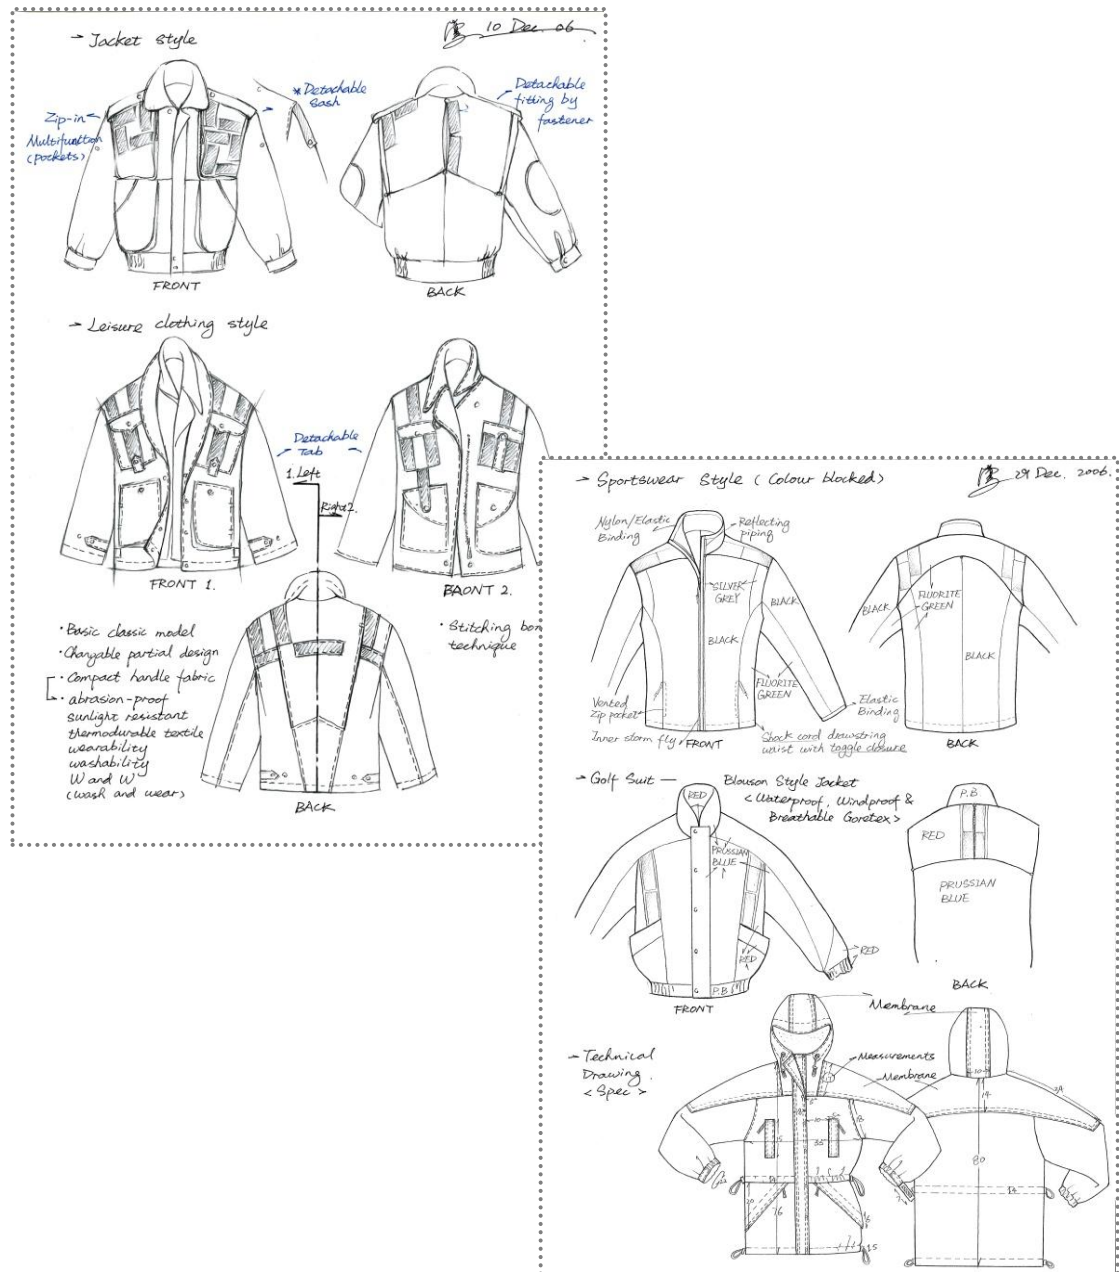 → Jacket style
10 Dec. 06
Zip-in
Multifunction
(pockets)
* Detachable
Sash
Detachable
fitting by
fastener
FRONT
BACK
→ Leisure clothing style
Detachable
Tab
1. Left
Right 2.
FRONT 1.
BAONT 2.
• Basic classic model
• Changable partial design
• Compact handle fabric
• abrasion-proof
sunlight resistant
thermodurable textile
wearability
washability
W and W
(wash and wear)
• Stitching bon
technique
BACK
→ Sportswear Style (Colour blocked)
29 Dec. 2006.
Nylon/Elastic
Binding
Reflecting
piping
SILVER
GREY
BLACK
BLACK
FLUORITE
GREEN
Vented
Zip pocket
Inner storm fly
FRONT
Elastic
Binding
Shock cord drawstring
waist with toggle closure
BLACK
FLUORITE
GREEN
BLACK
BACK
→ Golf Suit — Blouson Style Jacket
<Waterproof, Windproof &
Breathable Goretex>
RED
PRUSSIAN
BLUE
RED
RED
P.B
FRONT
P.B
RED
PRUSSIAN
BLUE
BACK
→ Technical
Drawing
<Spec>
Membrane
Measurements
Membrane
10
14
24
80
35
18
20
76
15